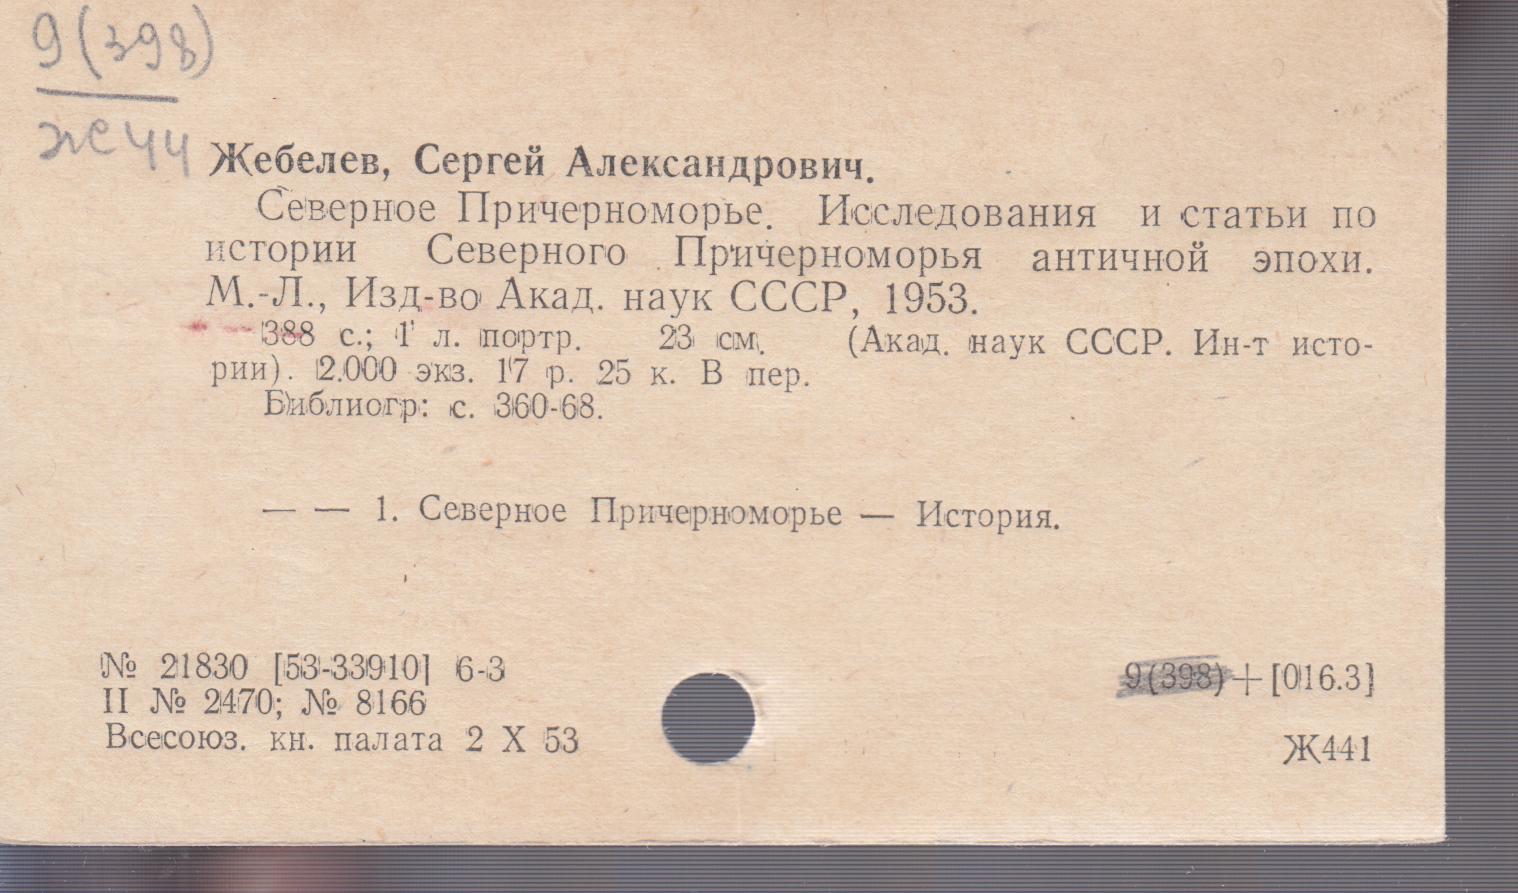 9(398)
Ж44
Жебелев, Сергей Александрович.
Северное Причерноморье. Исследования и статьи по
истории Северного Причерноморья античной эпохи.
М.-Л., Изд-во Акад. наук СССР, 1953.
388 с.; 1 л. портр. 23 см. (Акад. наук СССР. Ин-т исто-
рии). 2.000 экз. 17 р. 25 к. В пер.
Библиогр: с. 360-68.
— — 1. Северное Причерноморье — История.
№ 21830 [53-33910] 6-3
II № 2470; № 8166
Всесоюз. кн. палата 2 X 53
9(398)+[016.3]
Ж441